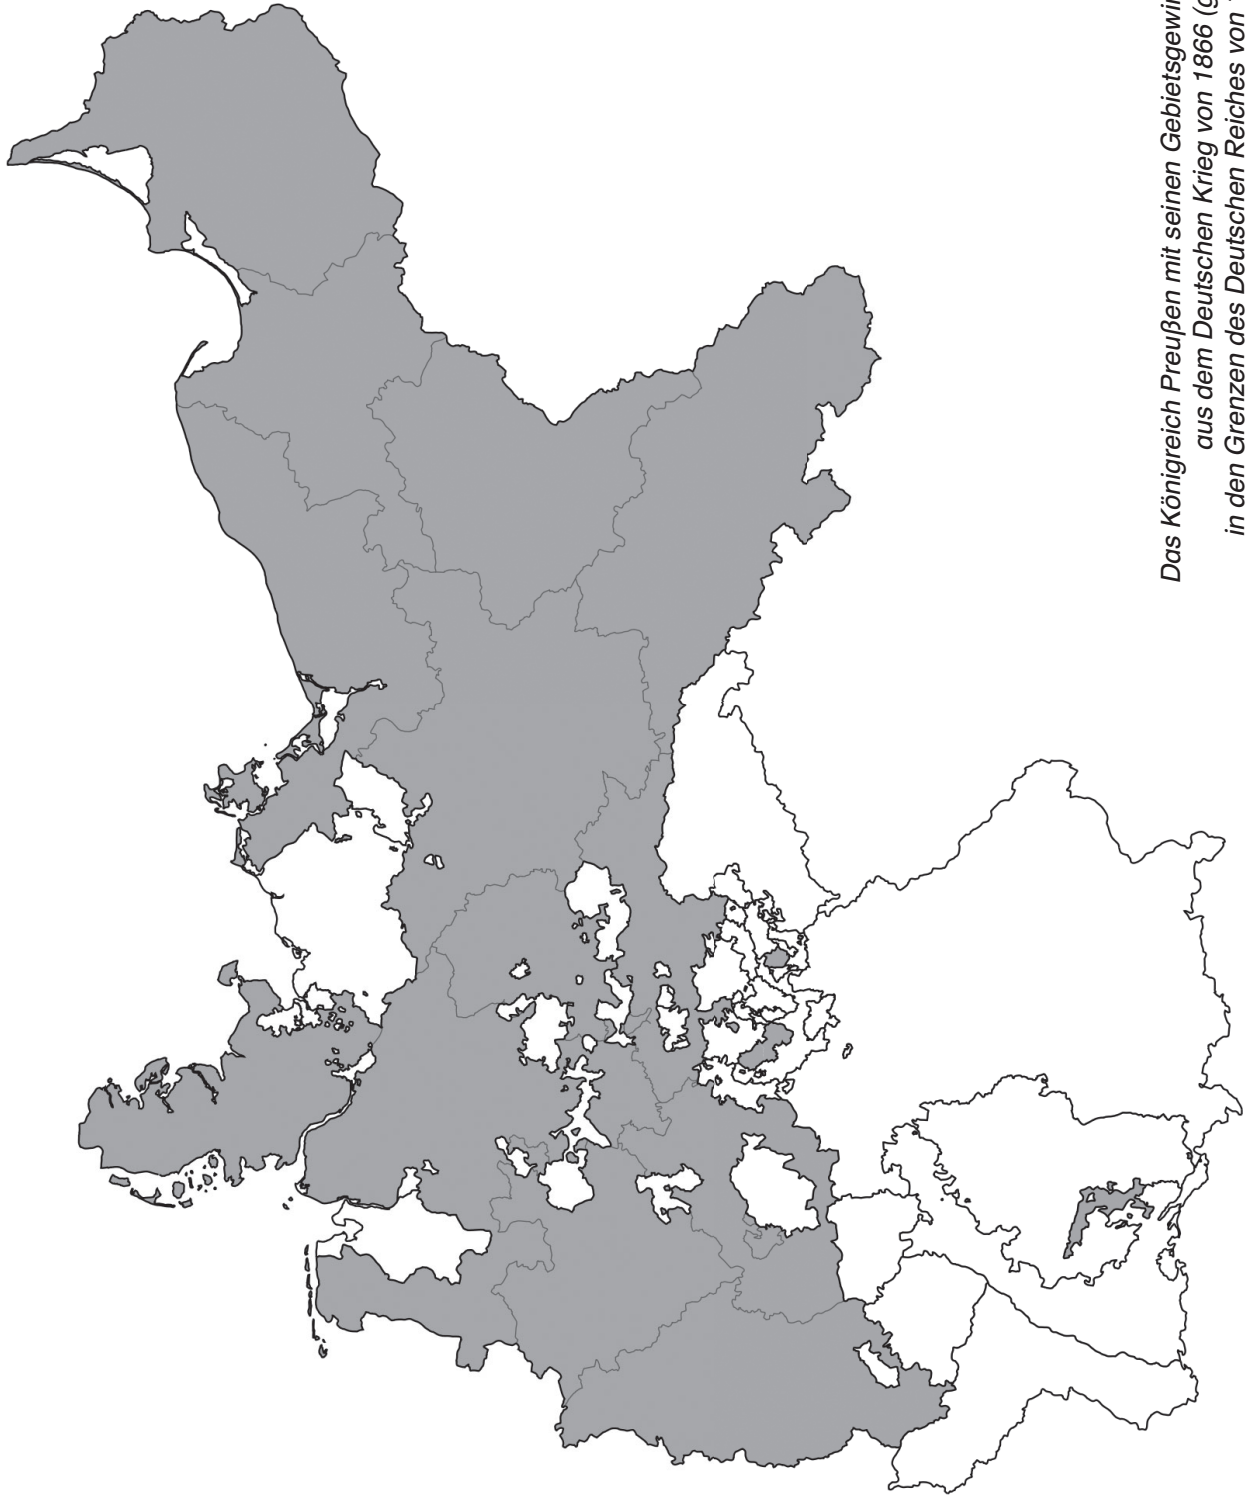 Das Königreich Preußen mit seinen Gebietsgewin
aus dem Deutschen Krieg von 1866 (g
in den Grenzen des Deutschen Reiches von